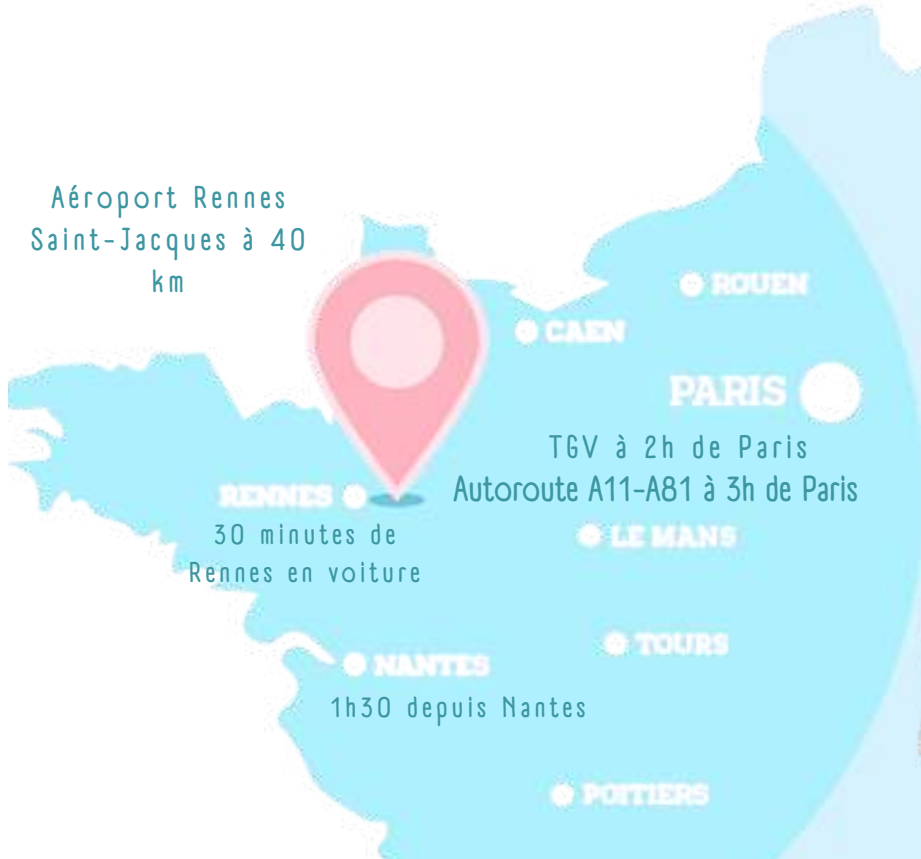 Aéroport Rennes
Saint-Jacques à 40
km
ROUEN
CAEN
PARIS
TGV à 2h de Paris
Autoroute A11-A81 à 3h de Paris
RENNES
30 minutes de
Rennes en voiture
LE MANS
TOURS
NANTES
1h30 depuis Nantes
POITIERS